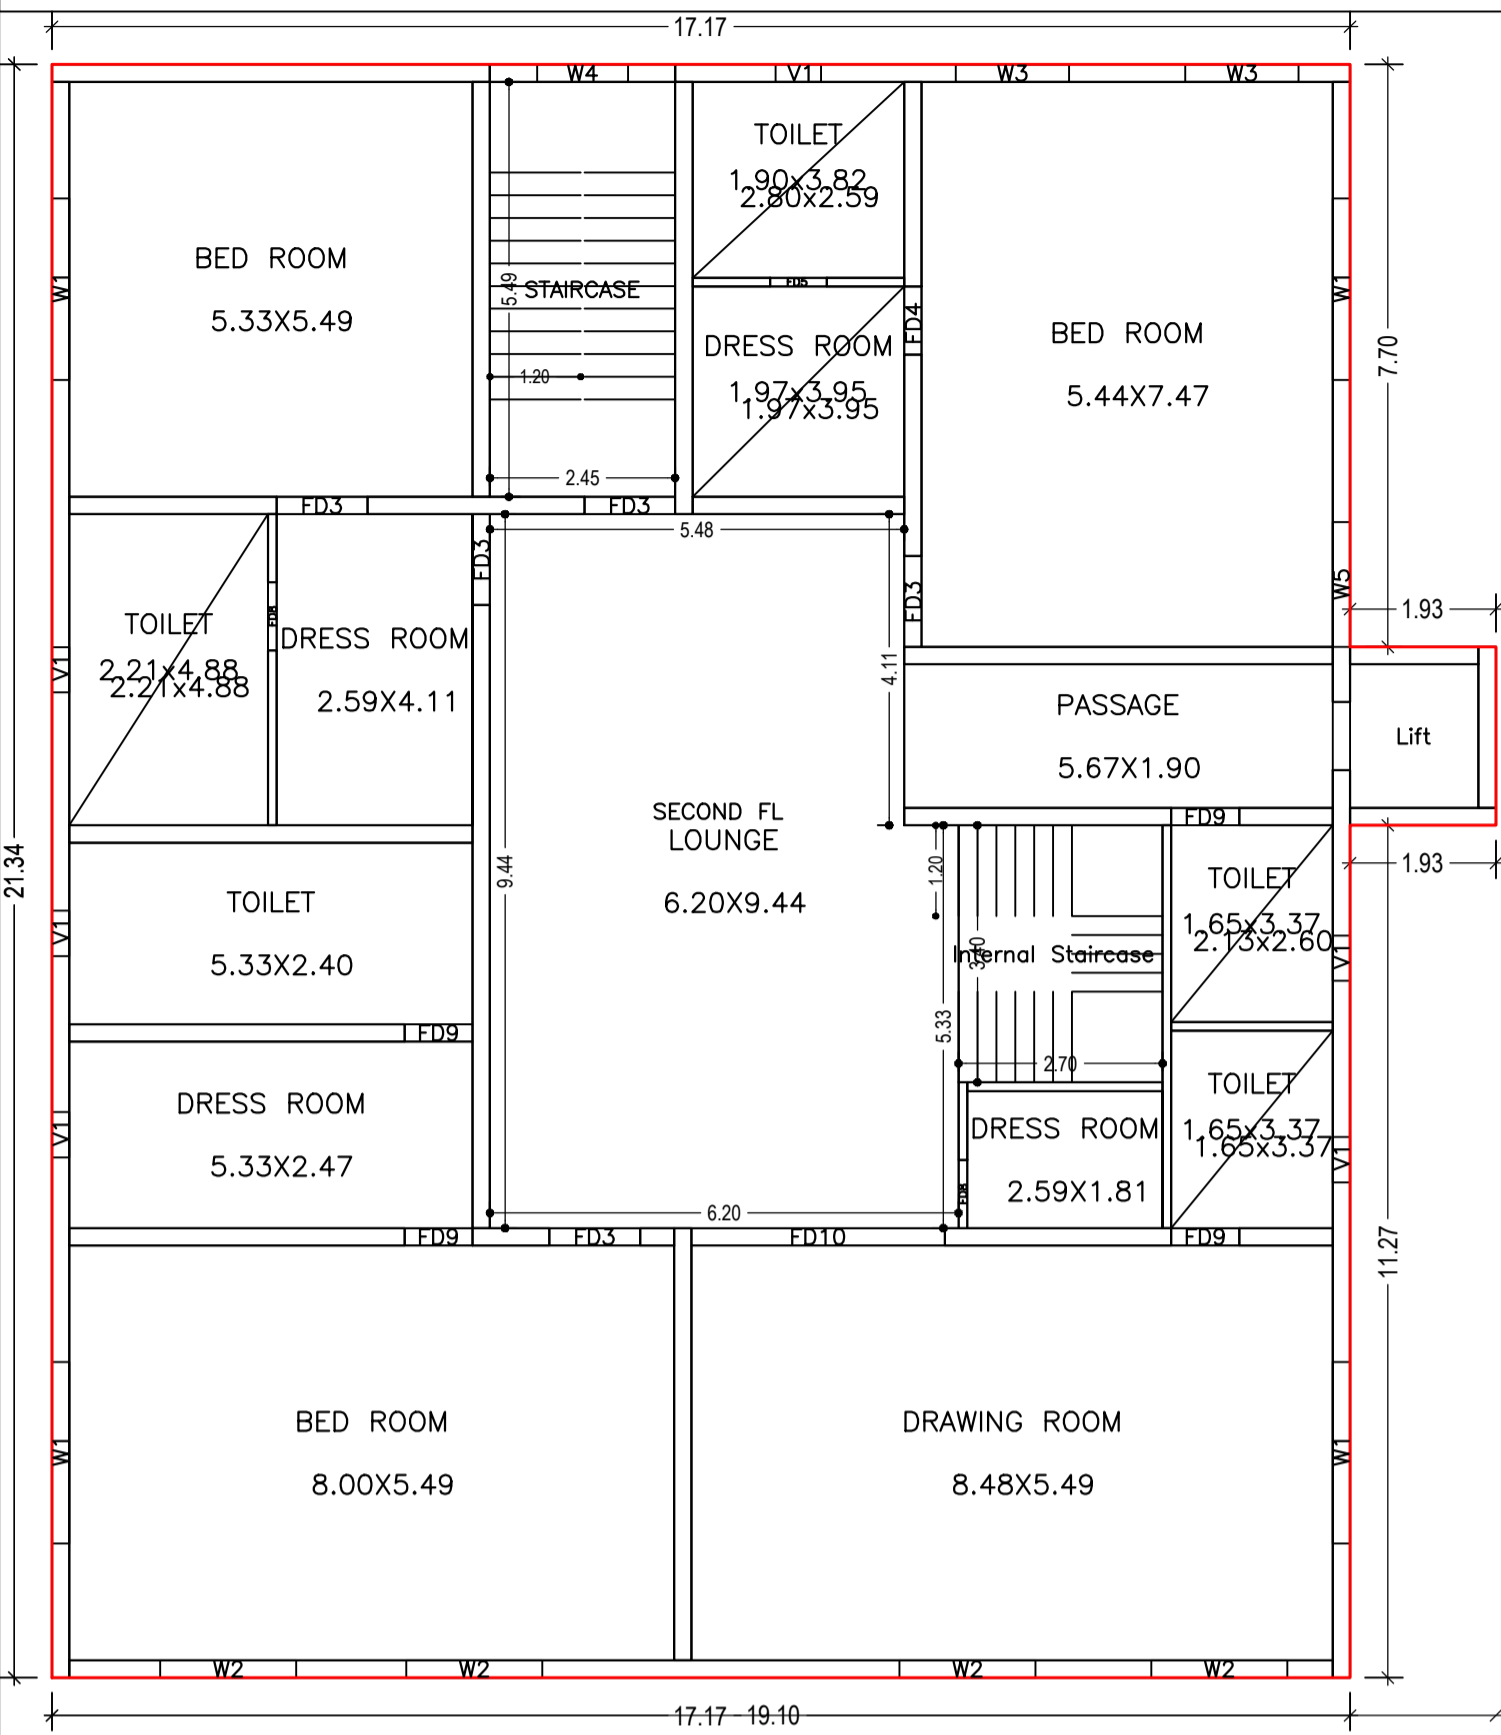 17.17
W4
V1
W3
W3
TOILET
1.90x3.82
2.80x2.59
BED ROOM
5.33X5.49
W1
5.49
STAIRCASE
FD5
W1
FD4
DRESS ROOM
1.97x3.95
1.97x3.95
BED ROOM
5.44X7.47
7.70
1.20
2.45
FD3
FD3
5.48
FD3
FD3
W5
1.93
TOILET
2.21x4.88
2.21x4.88
V1
FD8
DRESS ROOM
2.59X4.11
4.11
PASSAGE
5.67X1.90
Lift
SECOND FL
LOUNGE
6.20X9.44
9.44
FD9
21.34
1.20
1.93
TOILET
5.33X2.40
V1
TOILET
1.65x3.37
2.13x2.60
V1
Internal Staircase
3.40
5.33
FD9
2.70
DRESS ROOM
5.33X2.47
V1
TOILET
1.65x3.37
1.65x3.37
V1
DRESS ROOM
2.59X1.81
FD8
6.20
FD9
FD3
FD10
FD9
11.27
BED ROOM
8.00X5.49
W1
DRAWING ROOM
8.48X5.49
W1
W2
W2
W2
W2
17.17
19.10